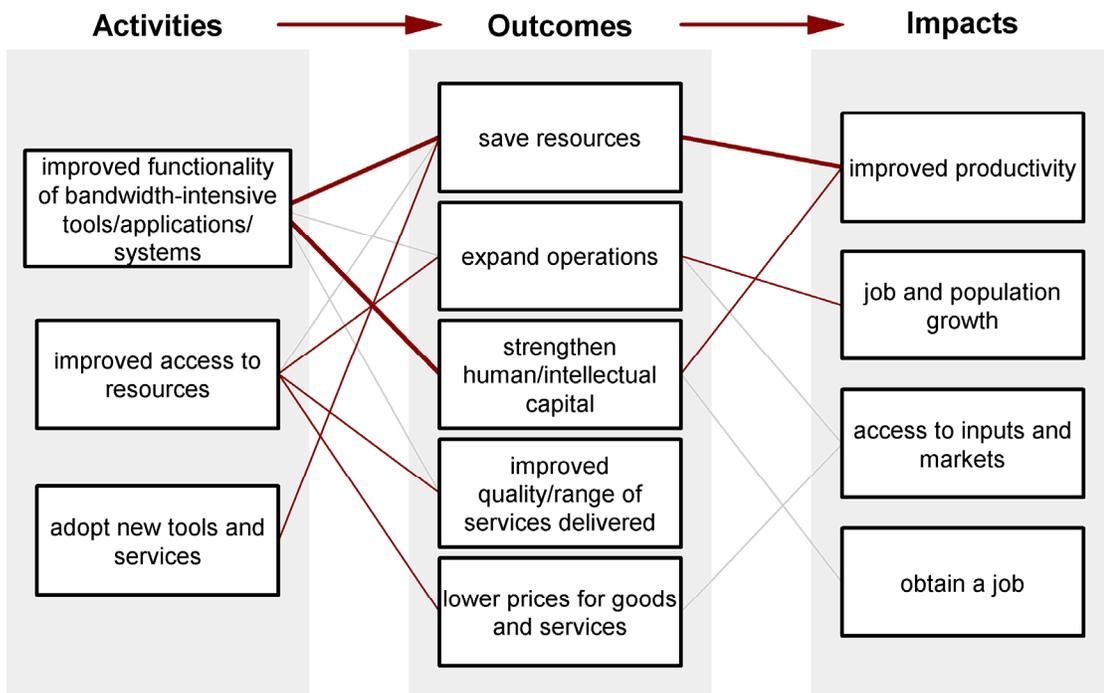 Activities
Outcomes
Impacts
improved functionality
of bandwidth-intensive
tools/applications/
systems
improved access to
resources
adopt new tools and
services
save resources
expand operations
strengthen
human/intellectual
capital
improved
quality/range of
services delivered
lower prices for goods
and services
improved productivity
job and population
growth
access to inputs and
markets
obtain a job